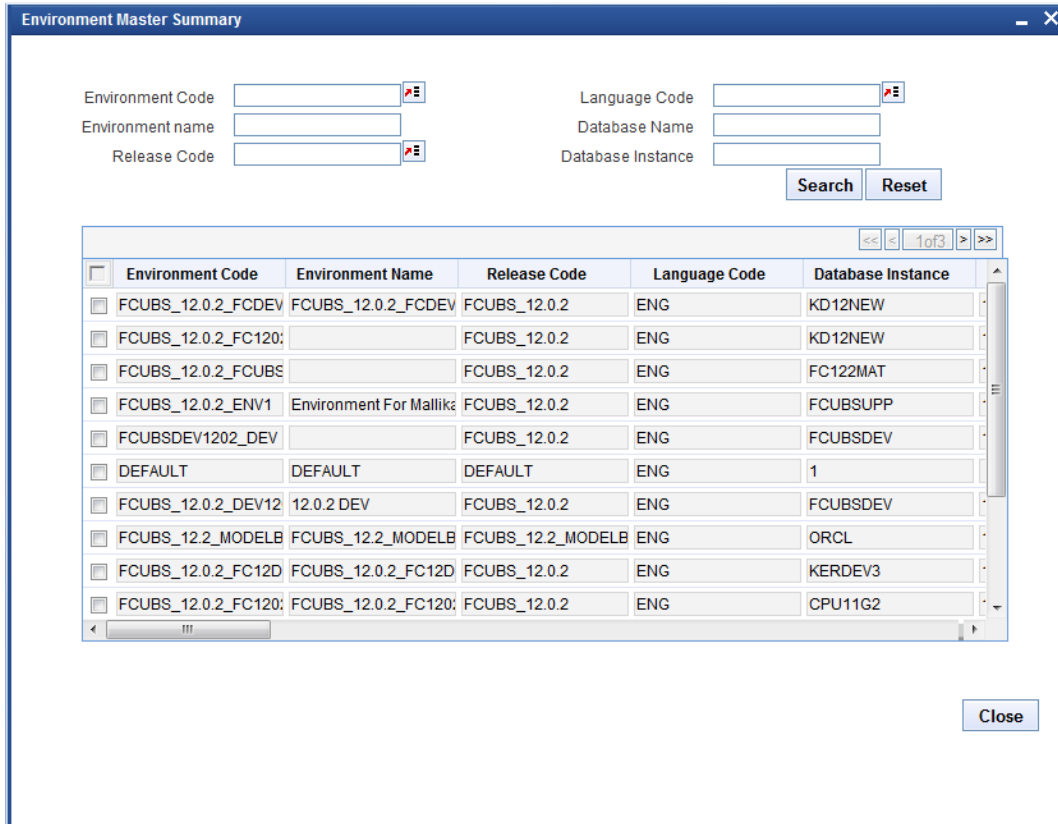 Environment Master Summary
Environment Code
Language Code
Environment name
Database Name
Release Code
Database Instance
Search Reset
<< < 1of3 > >>
Environment Code Environment Name Release Code Language Code Database Instance
FCUBS_12.0.2_FCDEV FCUBS_12.0.2_FCDEV FCUBS_12.0.2 ENG KD12NEW
FCUBS_12.0.2_FC120 FCUBS_12.0.2 ENG KD12NEW
FCUBS_12.0.2_FCUBS FCUBS_12.0.2 ENG FC122MAT
FCUBS_12.0.2_ENV1 Environment For Mallika FCUBS_12.0.2 ENG FCUBSUPP
FCUBSDEV1202_DEV FCUBS_12.0.2 ENG FCUBSDEV
DEFAULT DEFAULT DEFAULT ENG 1
FCUBS_12.0.2_DEV12 12.0.2 DEV FCUBS_12.0.2 ENG FCUBSDEV
FCUBS_12.2_MODELB FCUBS_12.2_MODELB FCUBS_12.2_MODELB ENG ORCL
FCUBS_12.0.2_FC12D FCUBS_12.0.2_FC12D FCUBS_12.0.2 ENG KERDEV3
FCUBS_12.0.2_FC120 FCUBS_12.0.2_FC120 FCUBS_12.0.2 ENG CPU11G2
Close